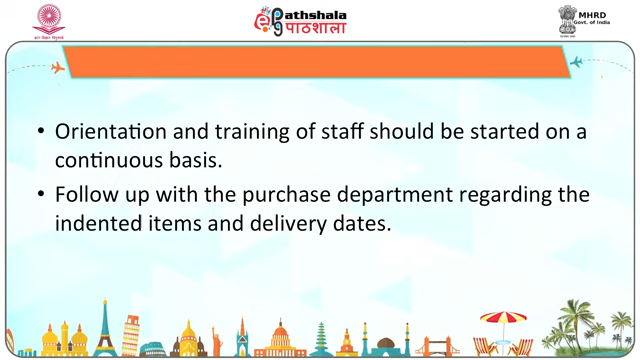 Pathshala
पाठशाला
MHRD
Govt. of India
• Orientation and training of staff should be started on a
continuous basis.
• Follow up with the purchase department regarding the
indented items and delivery dates.